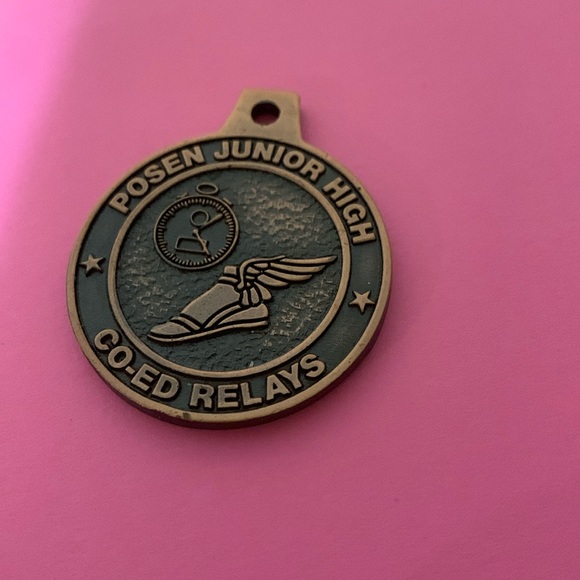 POSEN JUNIOR HIGH
CO-ED RELAYS